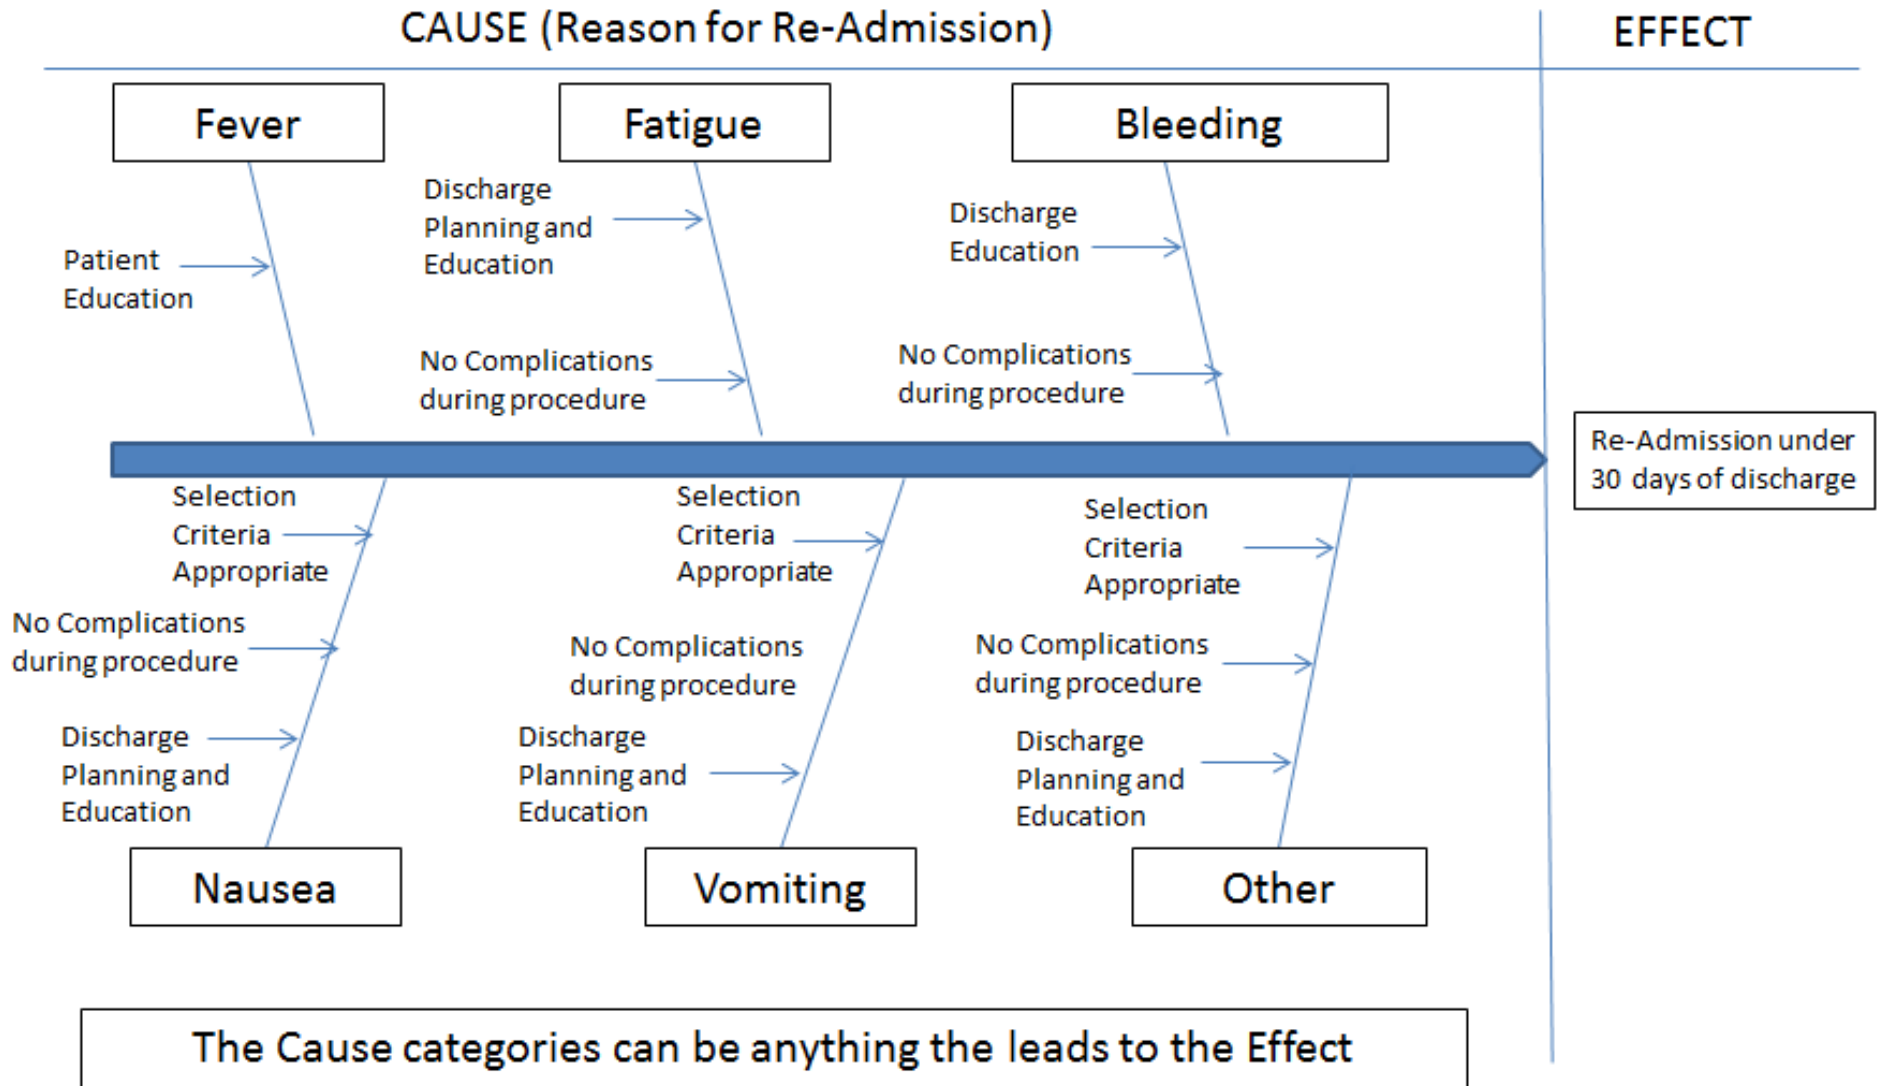 CAUSE (Reason for Re-Admission)
EFFECT
Fever
Fatigue
Bleeding
Patient
Education
Discharge
Planning and
Education
No Complications
during procedure
Discharge
Education
No Complications
during procedure
Re-Admission under
30 days of discharge
Selection
Criteria
Appropriate
No Complications
during procedure
Discharge
Planning and
Education
Selection
Criteria
Appropriate
No Complications
during procedure
Discharge
Planning and
Education
Selection
Criteria
Appropriate
No Complications
during procedure
Discharge
Planning and
Education
Nausea
Vomiting
Other
The Cause categories can be anything the leads to the Effect